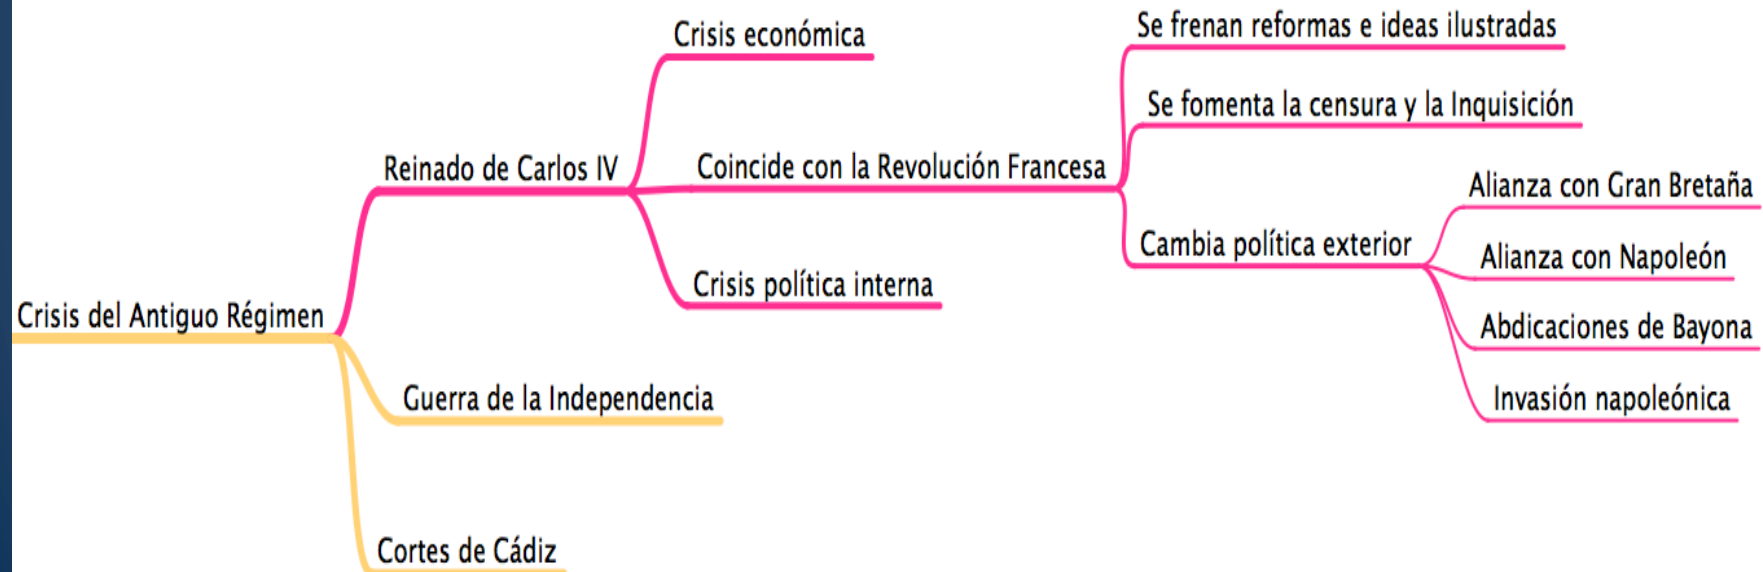 Crisis del Antiguo Régimen
Reinado de Carlos IV
Crisis económica
Coincide con la Revolución Francesa
Se frenan reformas e ideas ilustradas
Se fomenta la censura y la Inquisición
Cambia política exterior
Alianza con Gran Bretaña
Alianza con Napoleón
Abdicaciones de Bayona
Invasión napoleónica
Crisis política interna
Guerra de la Independencia
Cortes de Cádiz